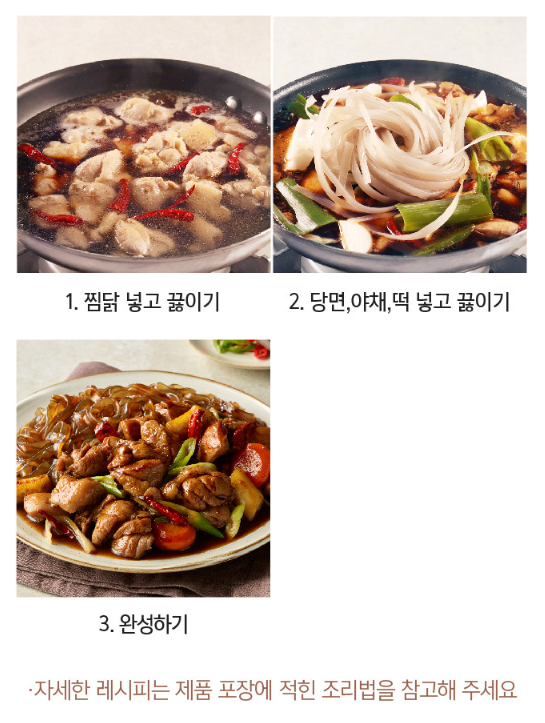 1. 찜닭 넣고 끓이기
2. 당면,야채,떡 넣고 끓이기
3. 완성하기
·자세한 레시피는 제품 포장에 적힌 조리법을 참고해 주세요